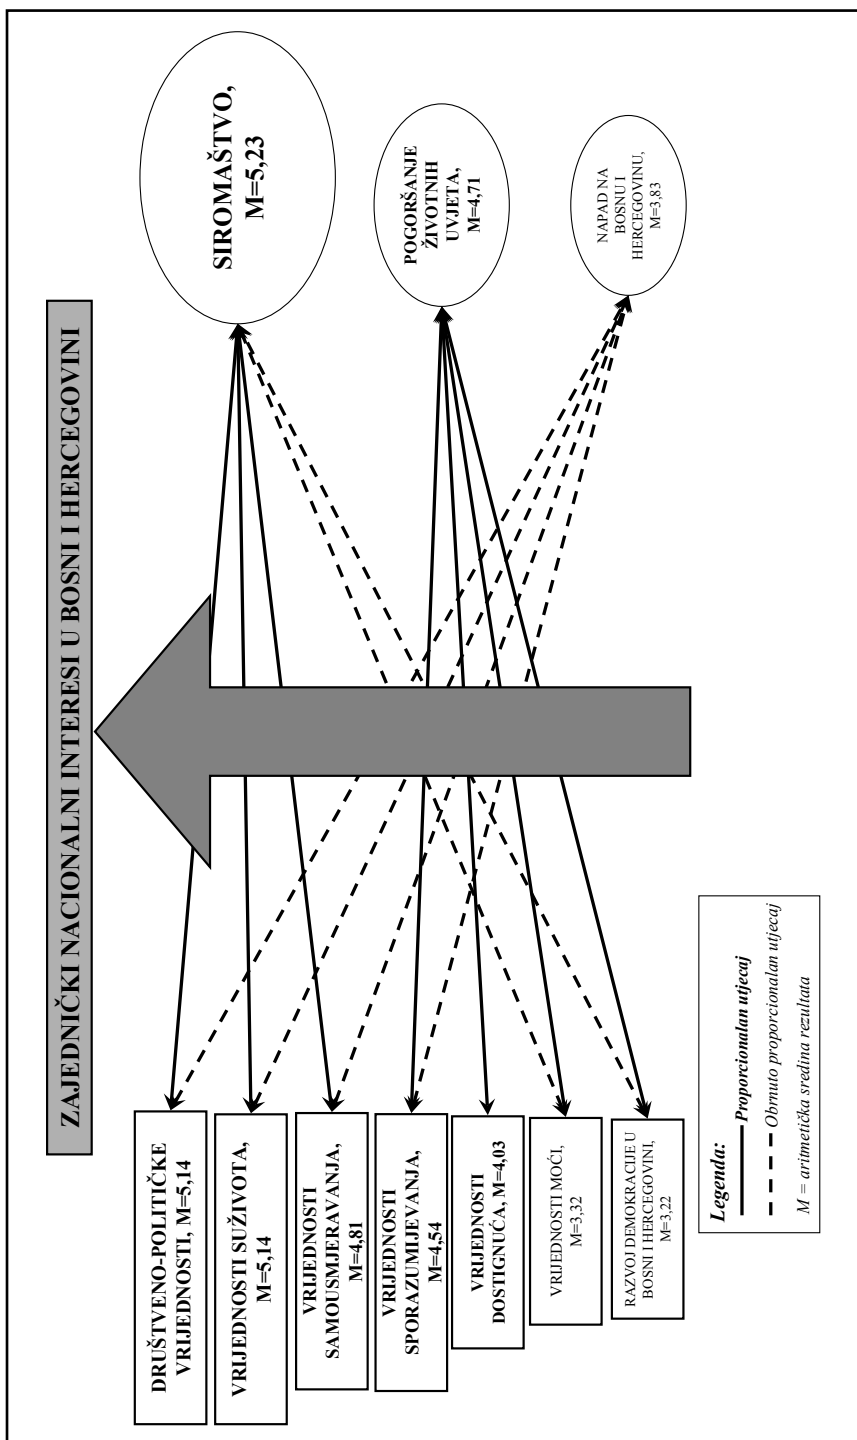 ZAJEDNIČKI NACIONALNI INTERESI U BOSNI I HERCEGOVINI
DRUŠTVENO-POLITIČKE
VRIJEDNOSTI, M=5,14
VRIJEDNOSTI SUŽIVOTA,
M=5,14
VRIJEDNOSTI
SAMOUSMJERAVANJA,
M=4,81
VRIJEDNOSTI
SPORAZUMIJEVANJA,
M=4,54
VRIJEDNOSTI
DOSTIGNUĆA, M=4,03
VRIJEDNOSTI MOĆI,
M=3,32
RAZVOJ DEMOKRACIJE U
BOSNI I HERCEGOVINI,
M=3,22
SIROMAŠTVO,
M=5,23
POGORŠANJE
ŽIVOTNIH
UVJETA,
M=4,71
NAPAD NA
BOSNU I
HERCEGOVINU,
M=3,83
Legenda:
Proporcionalan utjecaj
Obrnuto proporcionalan utjecaj
M = aritmetička sredina rezultata